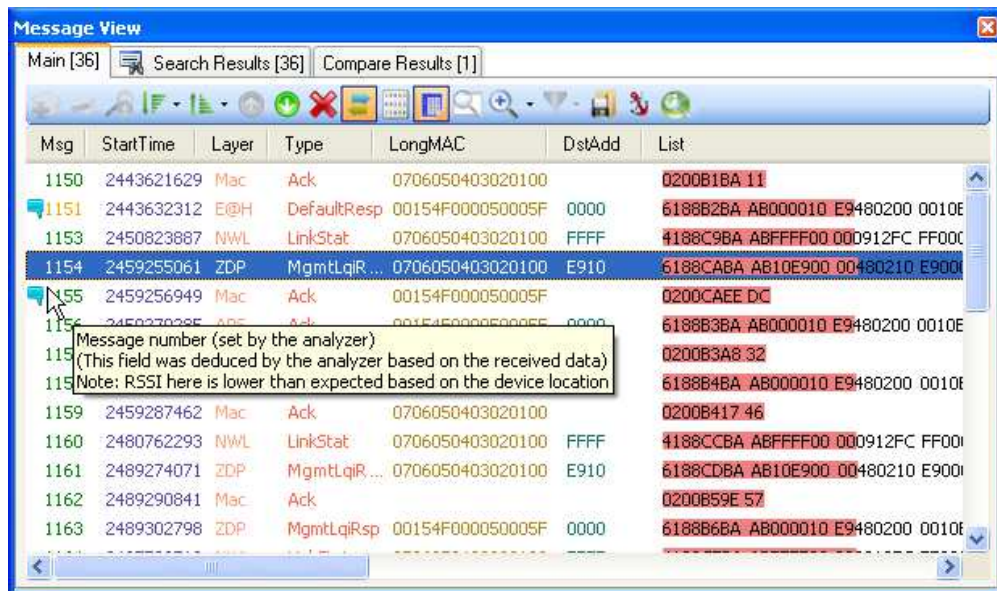 Message View
Main [36] Search Results [36] Compare Results [1]
Msg StartTime Layer Type LongMAC DstAdd List
1150 2443621629 Mac Ack 0706050403020100 0200B1BA 11
1151 2443632312 E@H DefaultResp 00154F000050005F 0000 6188B2BA AB000010 E9480200 0010E
1153 2450823887 NWL LinkStat 0706050403020100 FFFF 4188C9BA ABFFFF00 000912FC FF000
1154 2459255061 ZDP MgmtLqiR... 0706050403020100 E910 6188CABA AB10E900 00480210 E9000
1155 2459256949 Mac Ack 00154F000050005F 0200CAEE DC
6188B3BA AB000010 E9480200 0010E
Message number (set by the analyzer)
0200B3A8 32
(This field was deduced by the analyzer based on the received data)
6188B4BA AB000010 E9480200 0010E
Note: RSSI here is lower than expected based on the device location
1159 2459287462 Mac Ack 0706050403020100 0200B417 46
1160 2480762293 NWL LinkStat 0706050403020100 FFFF 4188CCBA ABFFFF00 000912FC FF000
1161 2489274071 ZDP MgmtLqiR... 0706050403020100 E910 6188CDBA AB10E900 00480210 E9000
1162 2489290841 Mac Ack 0200B59E 57
1163 2489302798 ZDP MgmtLqiRsp 00154F000050005F 0000 6188B6BA AB000010 E9480200 0010E